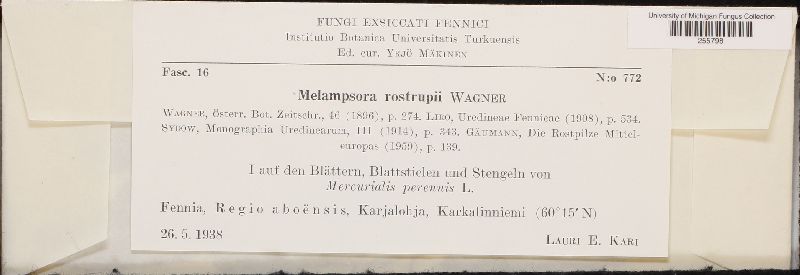 University of Michigan Fungus Collection
255798
FUNGI EXSICCATI FENNICI
Institutio Botanica Universitatis Turkuensis
Ed. cur. YRJÖ MÄKINEN
Fasc. 16
N:o 772
Melampsora rostrupii WAGNER
WAGNER, österr. Bot. Zeitschr., 46 (1896), p. 274. LIRO, Uredineae Fennicae (1908), p. 534.
SYDOW, Monographia Uredinearum, III (1914), p. 343. GÄUMANN, Die Rostpilze Mittel-
europas (1959), p. 139.
I auf den Blättern, Blattstielen und Stengeln von
Mercurialis perennis L.
Fennia, Regio aboënsis, Karjalohja, Karkalinniemi (60°15′ N)
26. 5. 1938
LAURI E. KARI